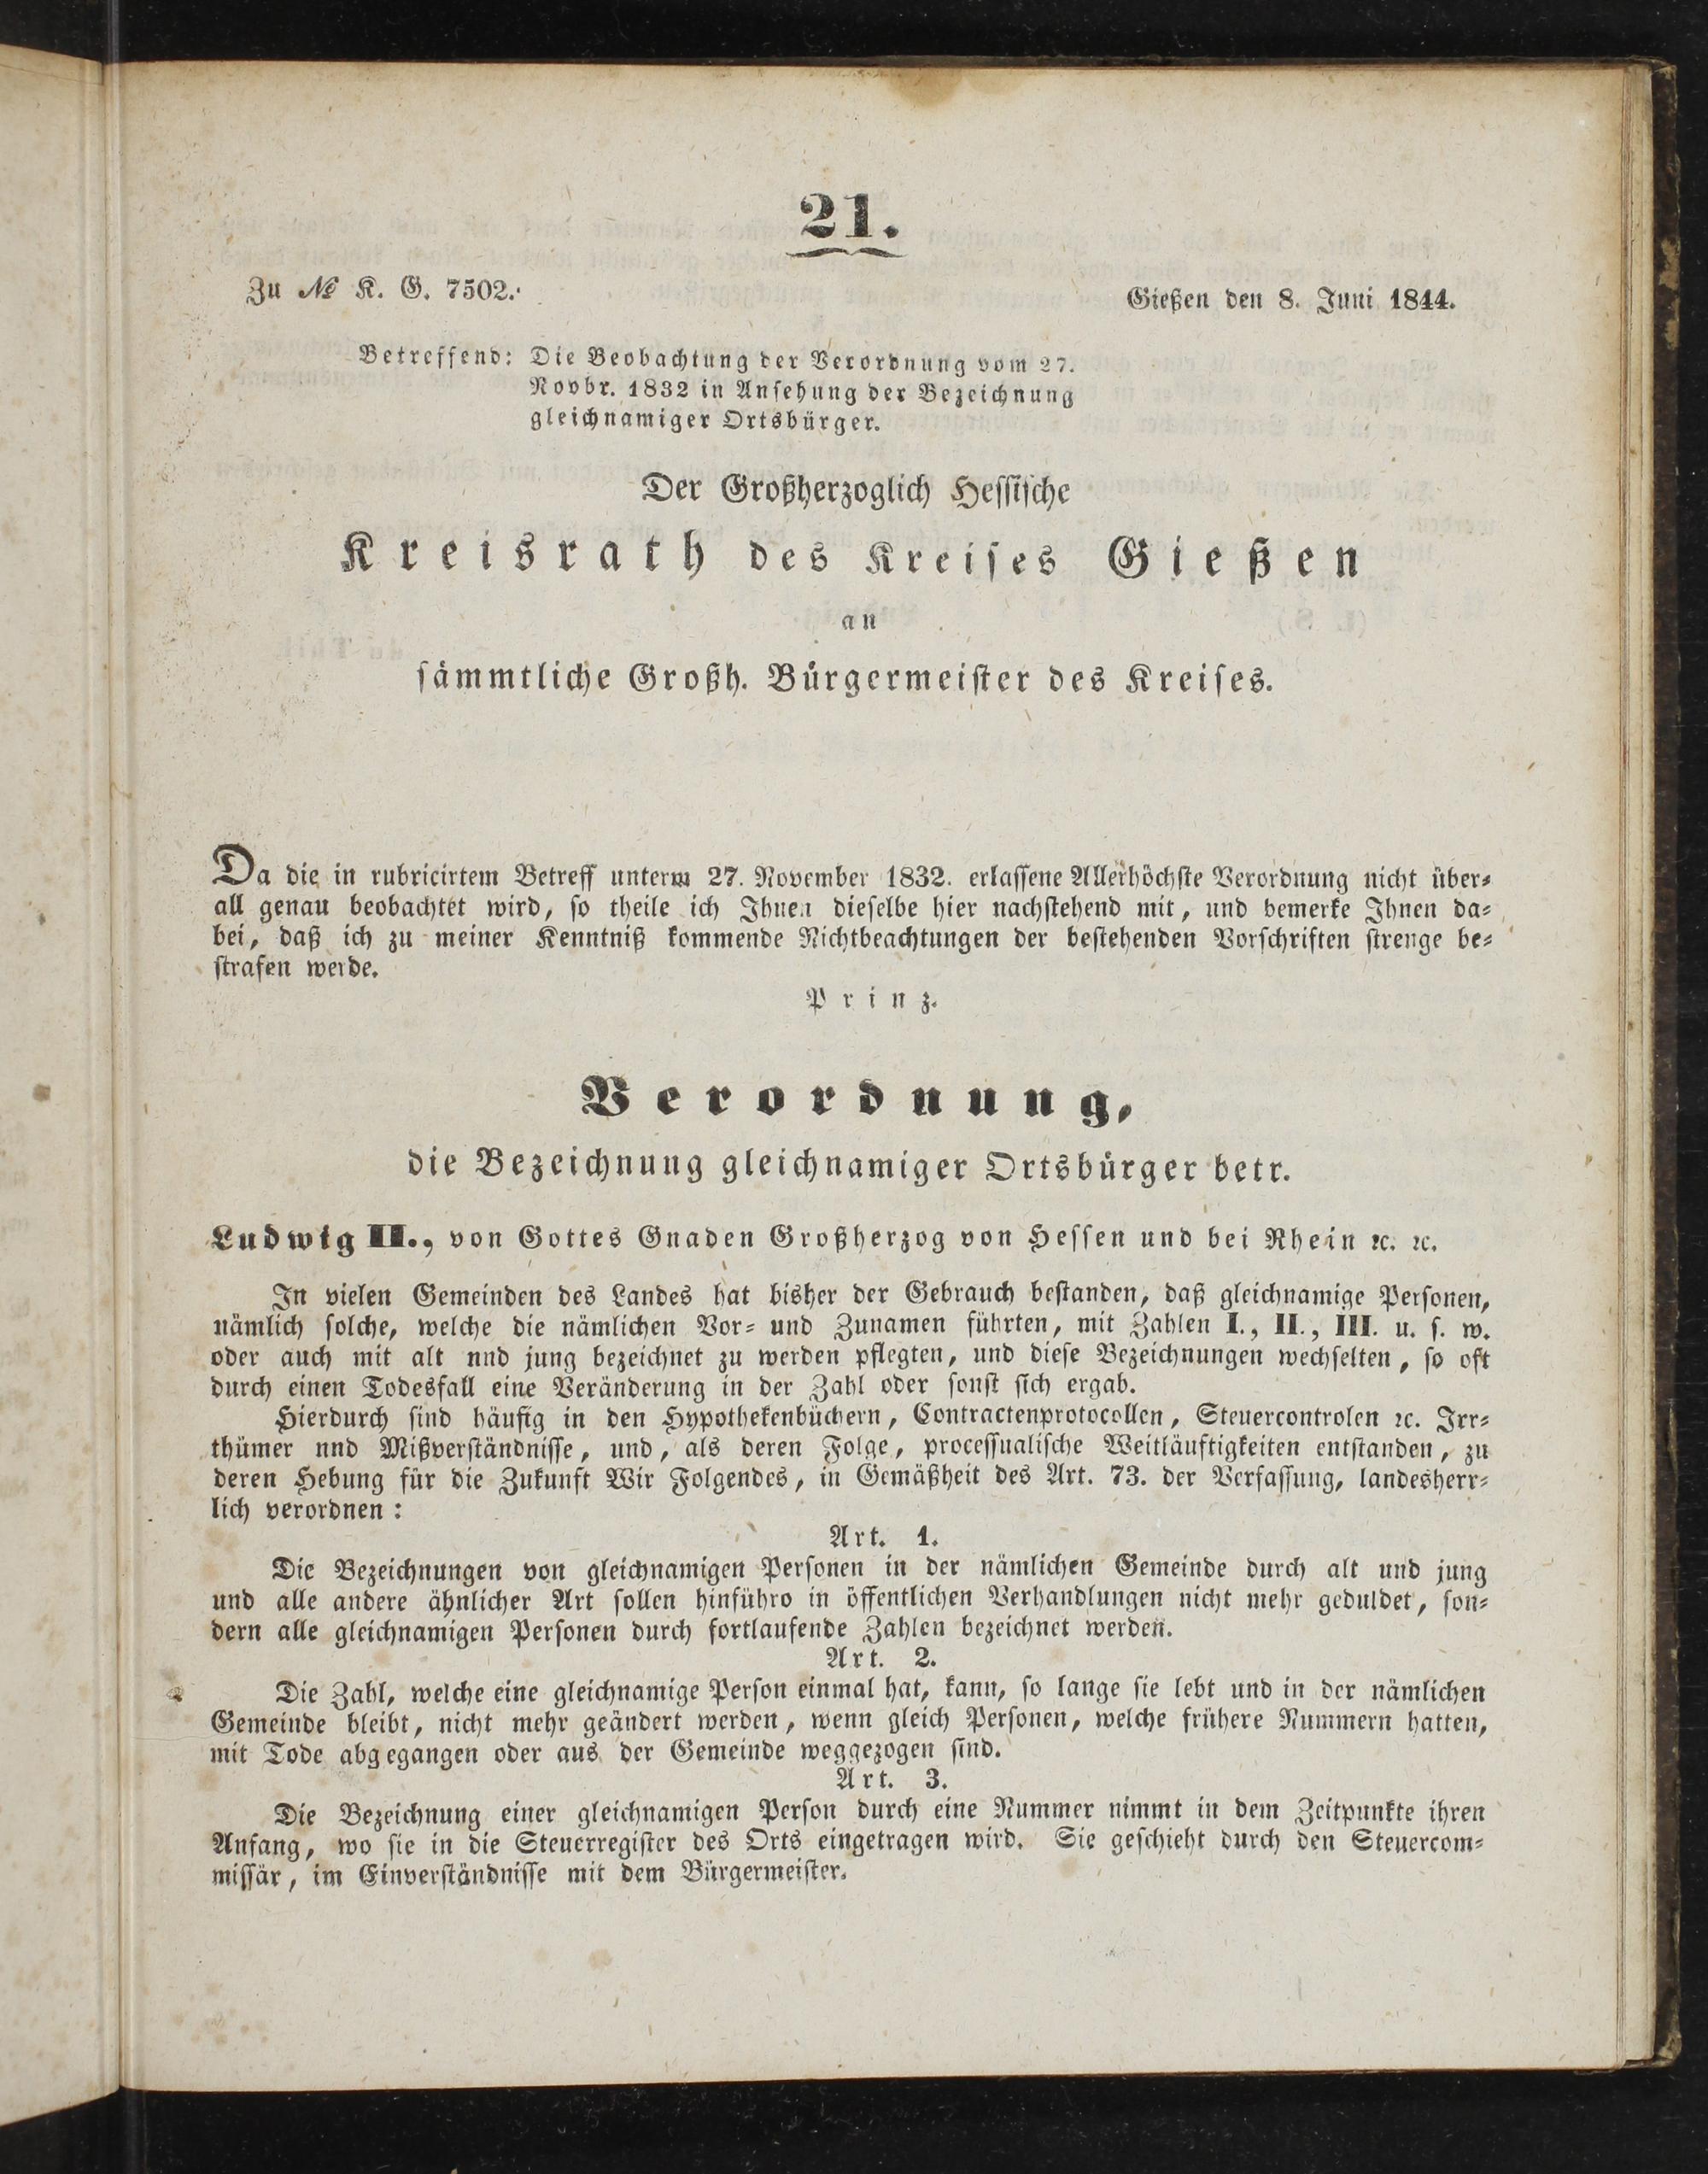 21.
Zu № K. G. 7502.
Gießen den 8. Juni 1844.
Betreffend: Die Beobachtung der Verordnung vom 27.
Novbr. 1832 in Ansehung der Bezeichnung
gleichnamiger Ortsbürger.
Der Großherzoglich Hessische
Kreisrath des Kreises Gießen
an
sämmtliche Großh. Bürgermeister des Kreises.
Da die in rubricirtem Betreff unterm 27. November 1832. erlassene Allerhöchste Verordnung nicht über-
all genau beobachtet wird, so theile ich Ihnen dieselbe hier nachstehend mit, und bemerke Ihnen da-
bei, daß ich zu meiner Kenntniß kommende Nichtbeachtungen der bestehenden Vorschriften strenge be-
strafen werde.
Prinz.
Verordnung,
die Bezeichnung gleichnamiger Ortsbürger betr.
Ludwig II., von Gottes Gnaden Großherzog von Hessen und bei Rhein ꝛc. ꝛc.
In vielen Gemeinden des Landes hat bisher der Gebrauch bestanden, daß gleichnamige Personen,
nämlich solche, welche die nämlichen Vor- und Zunamen führten, mit Zahlen I., II., III. u. s. w.
oder auch mit alt nnd jung bezeichnet zu werden pflegten, und diese Bezeichnungen wechselten, so oft
durch einen Todesfall eine Veränderung in der Zahl oder sonst sich ergab.
Hierdurch sind häufig in den Hypothekenbüchern, Contractenprotocollen, Steuercontrolen ꝛc. Irr-
thümer nnd Mißverständnisse, und, als deren Folge, processualische Weitläuftigkeiten entstanden, zu
deren Hebung für die Zukunft Wir Folgendes, in Gemäßheit des Art. 73. der Verfassung, landesherr-
lich verordnen:
Art. 1.
Die Bezeichnungen von gleichnamigen Personen in der nämlichen Gemeinde durch alt und jung
und alle andere ähnlicher Art sollen hinführo in öffentlichen Verhandlungen nicht mehr geduldet, son-
dern alle gleichnamigen Personen durch fortlaufende Zahlen bezeichnet werden.
Art. 2.
Die Zahl, welche eine gleichnamige Person einmal hat, kann, so lange sie lebt und in der nämlichen
Gemeinde bleibt, nicht mehr geändert werden, wenn gleich Personen, welche frühere Nummern hatten,
mit Tode abgegangen oder aus der Gemeinde weggezogen sind.
Art. 3.
Die Bezeichnung einer gleichnamigen Person durch eine Nummer nimmt in dem Zeitpunkte ihren
Anfang, wo sie in die Steuerregister des Orts eingetragen wird. Sie geschieht durch den Steuercom-
missär, im Einverständnisse mit dem Bürgermeister.